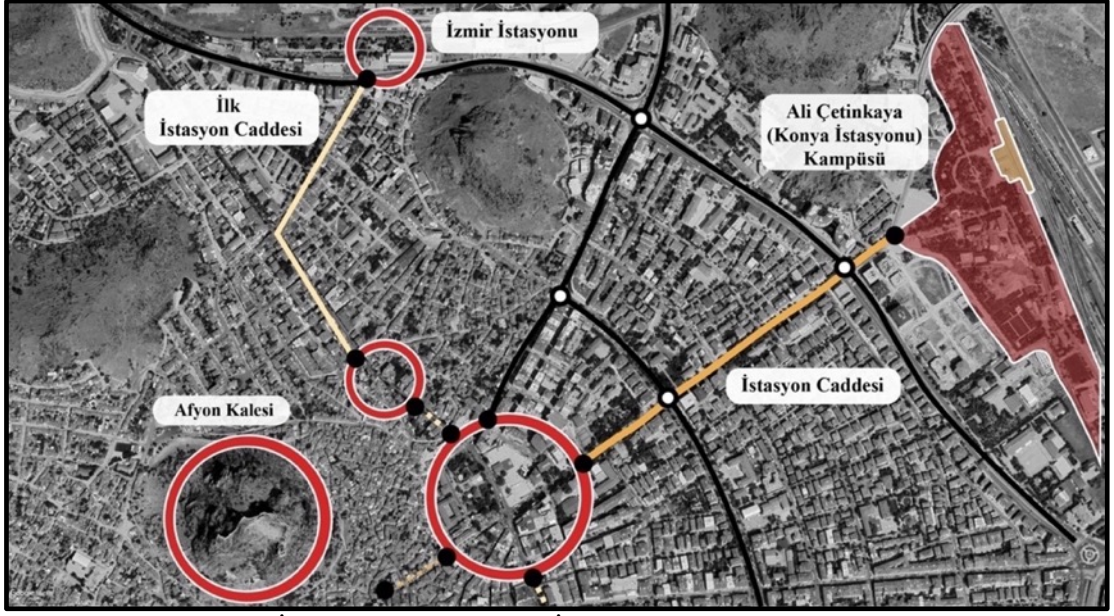 İzmir İstasyonu
İlk
İstasyon Caddesi
Ali Çetinkaya
(Konya İstasyonu)
Kampüsü
İstasyon Caddesi
Afyon Kalesi